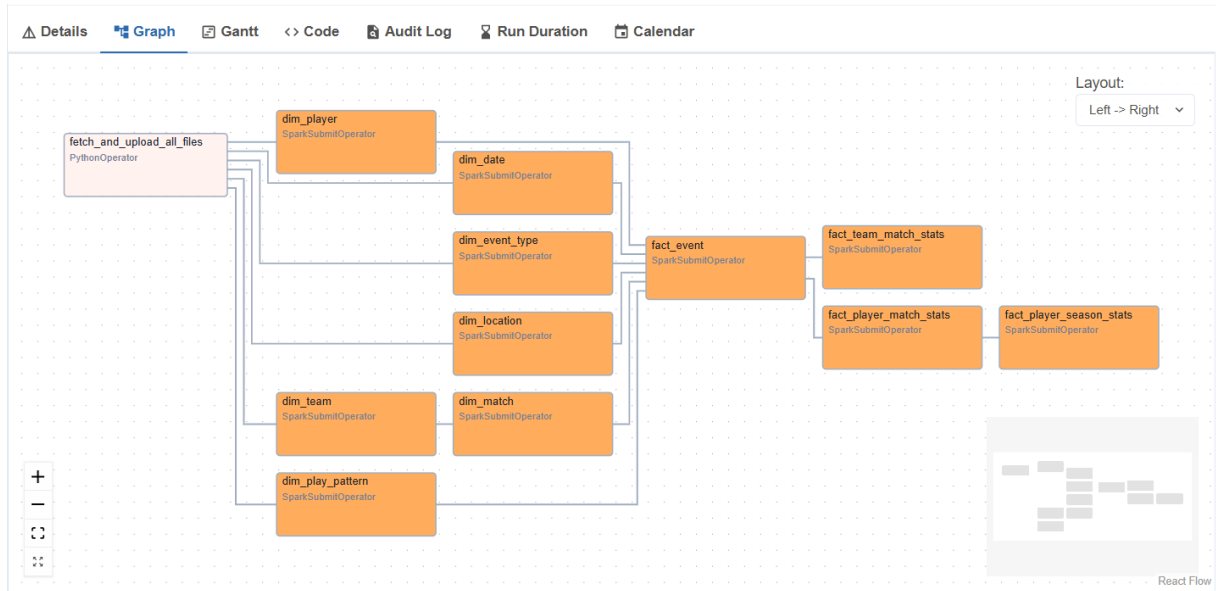 Details Graph Gantt Code Audit Log Run Duration Calendar
Layout:
Left -> Right
fetch_and_upload_all_files
PythonOperator
dim_player
SparkSubmitOperator
dim_date
SparkSubmitOperator
dim_event_type
SparkSubmitOperator
dim_location
SparkSubmitOperator
dim_team
SparkSubmitOperator
dim_match
SparkSubmitOperator
dim_play_pattern
SparkSubmitOperator
fact_event
SparkSubmitOperator
fact_team_match_stats
SparkSubmitOperator
fact_player_match_stats
SparkSubmitOperator
fact_player_season_stats
SparkSubmitOperator
React Flow